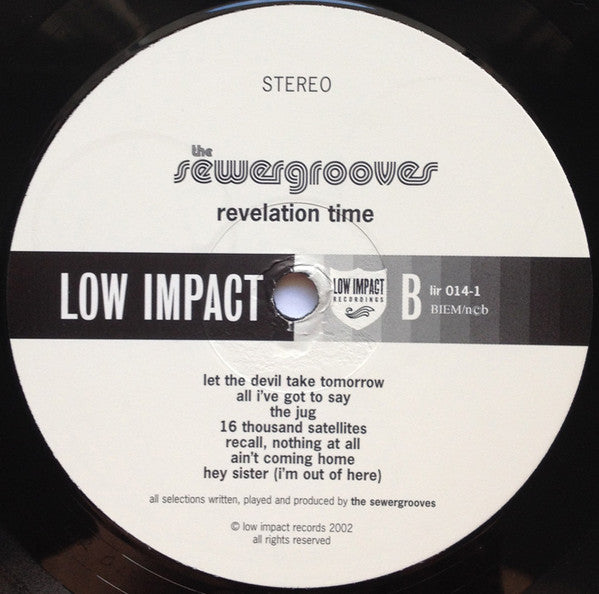 STEREO
the
sewergrooves
revelation time
LOW IMPACT
LOW IMPACT
RECORDINGS
B
lir 014-1
BIEM/ncb
let the devil take tomorrow
all i've got to say
the jug
16 thousand satellites
recall, nothing at all
ain't coming home
hey sister (i'm out of here)
all selections written, played and produced by the sewergrooves
© low impact records 2002
all rights reserved